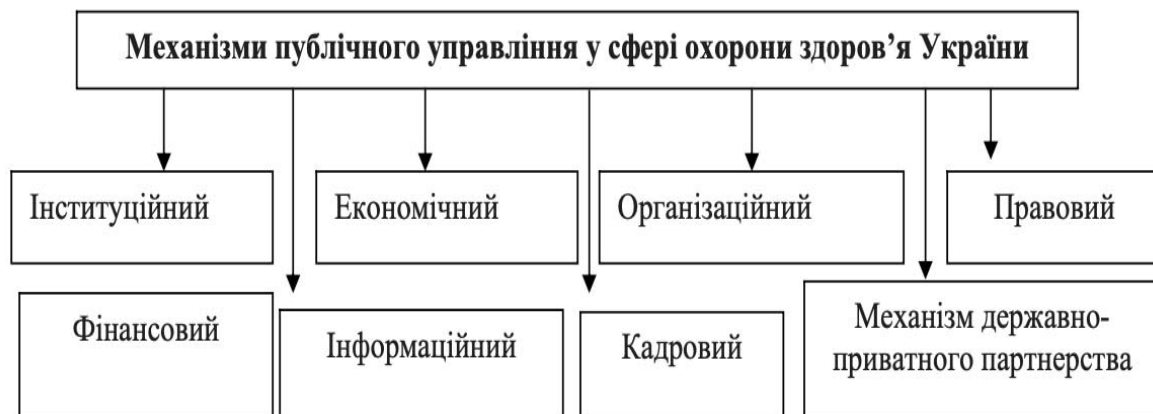 Механізми публічного управління у сфері охорони здоров’я України
Інституційний
Економічний
Організаційний
Правовий
Фінансовий
Інформаційний
Кадровий
Механізм державно-
приватного партнерства